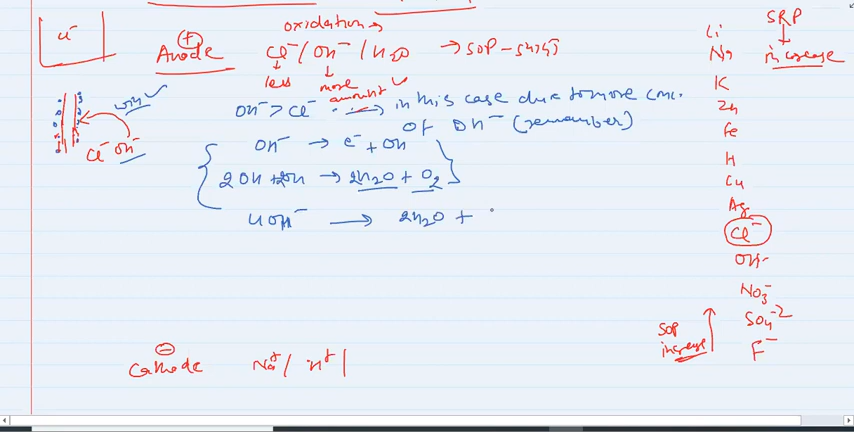 Cl⁻
oxidation →
(+)
Anode
Cl⁻ / OH⁻ / H2O → SOP
less
more amount
OH⁻ > Cl⁻ → in this case due to more conc. of OH⁻ (remember)
win
Cl⁻ OH⁻
OH⁻ → e⁻ + OH
2OH + 2OH → 2H2O + O2
4OH⁻ → 2H2O +
(−)
Cathode Na⁺ / H⁺ |
SRP
increase
Li
Na
K
Zn
Fe
H
Cu
Ag
Cl⁻
OH⁻
NO3⁻
SO4⁻²
F⁻
SOP increase